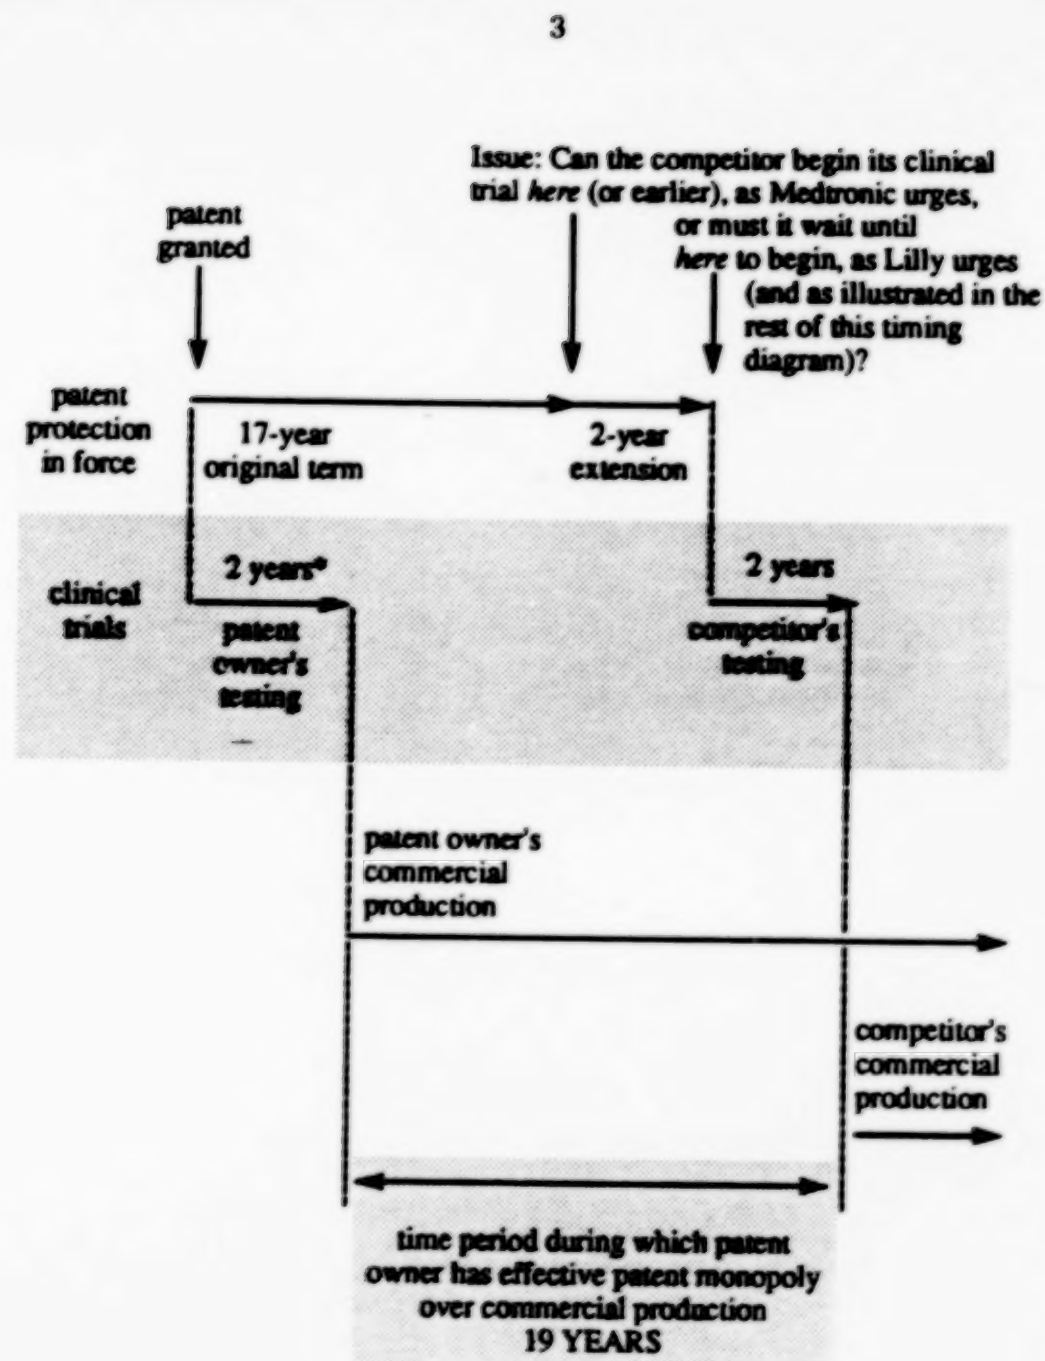 3
Issue: Can the competitor begin its clinical
trial here (or earlier), as Medtronic urges,
or must it wait until
here to begin, as Lilly urges
(and as illustrated in the
rest of this timing
diagram)?
patent
granted
patent
protection
in force
17-year
original term
2-year
extension
clinical
trials
2 years*
patent
owner's
testing
2 years
competitor's
testing
patent owner's
commercial
production
competitor's
commercial
production
time period during which patent
owner has effective patent monopoly
over commercial production
19 YEARS